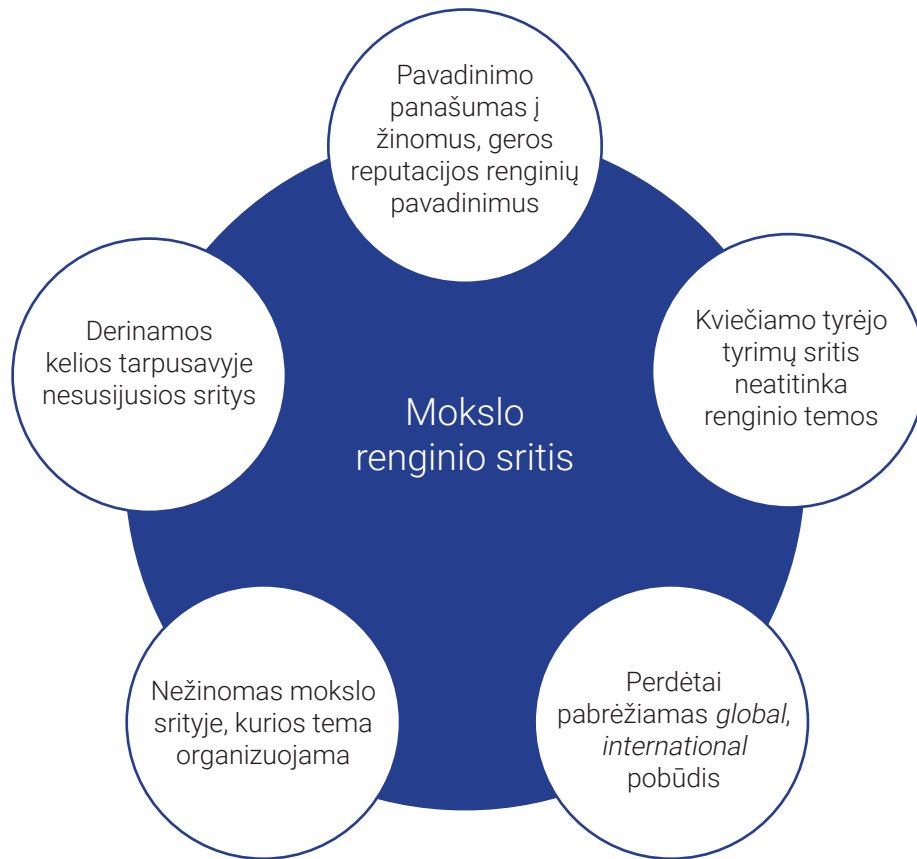 Pavadinimo
panašumas į
žinomus, geros
reputacijos renginių
pavadinimus
Derinamos
kelios tarpusavyje
nesusijusios sritys
Kviečiamo tyrėjo
tyrimų sritis
neatitinka
renginio temos
Mokslo
renginio sritis
Nežinomas mokslo
srityje, kurios tema
organizuojama
Perdėtai
pabrėžiamas global,
international
pobūdis